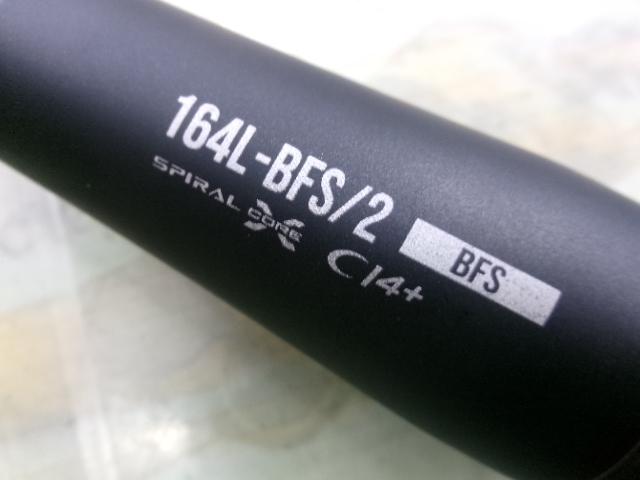 164L-BFS/2 BFS
SPIRAL X CORE C14+